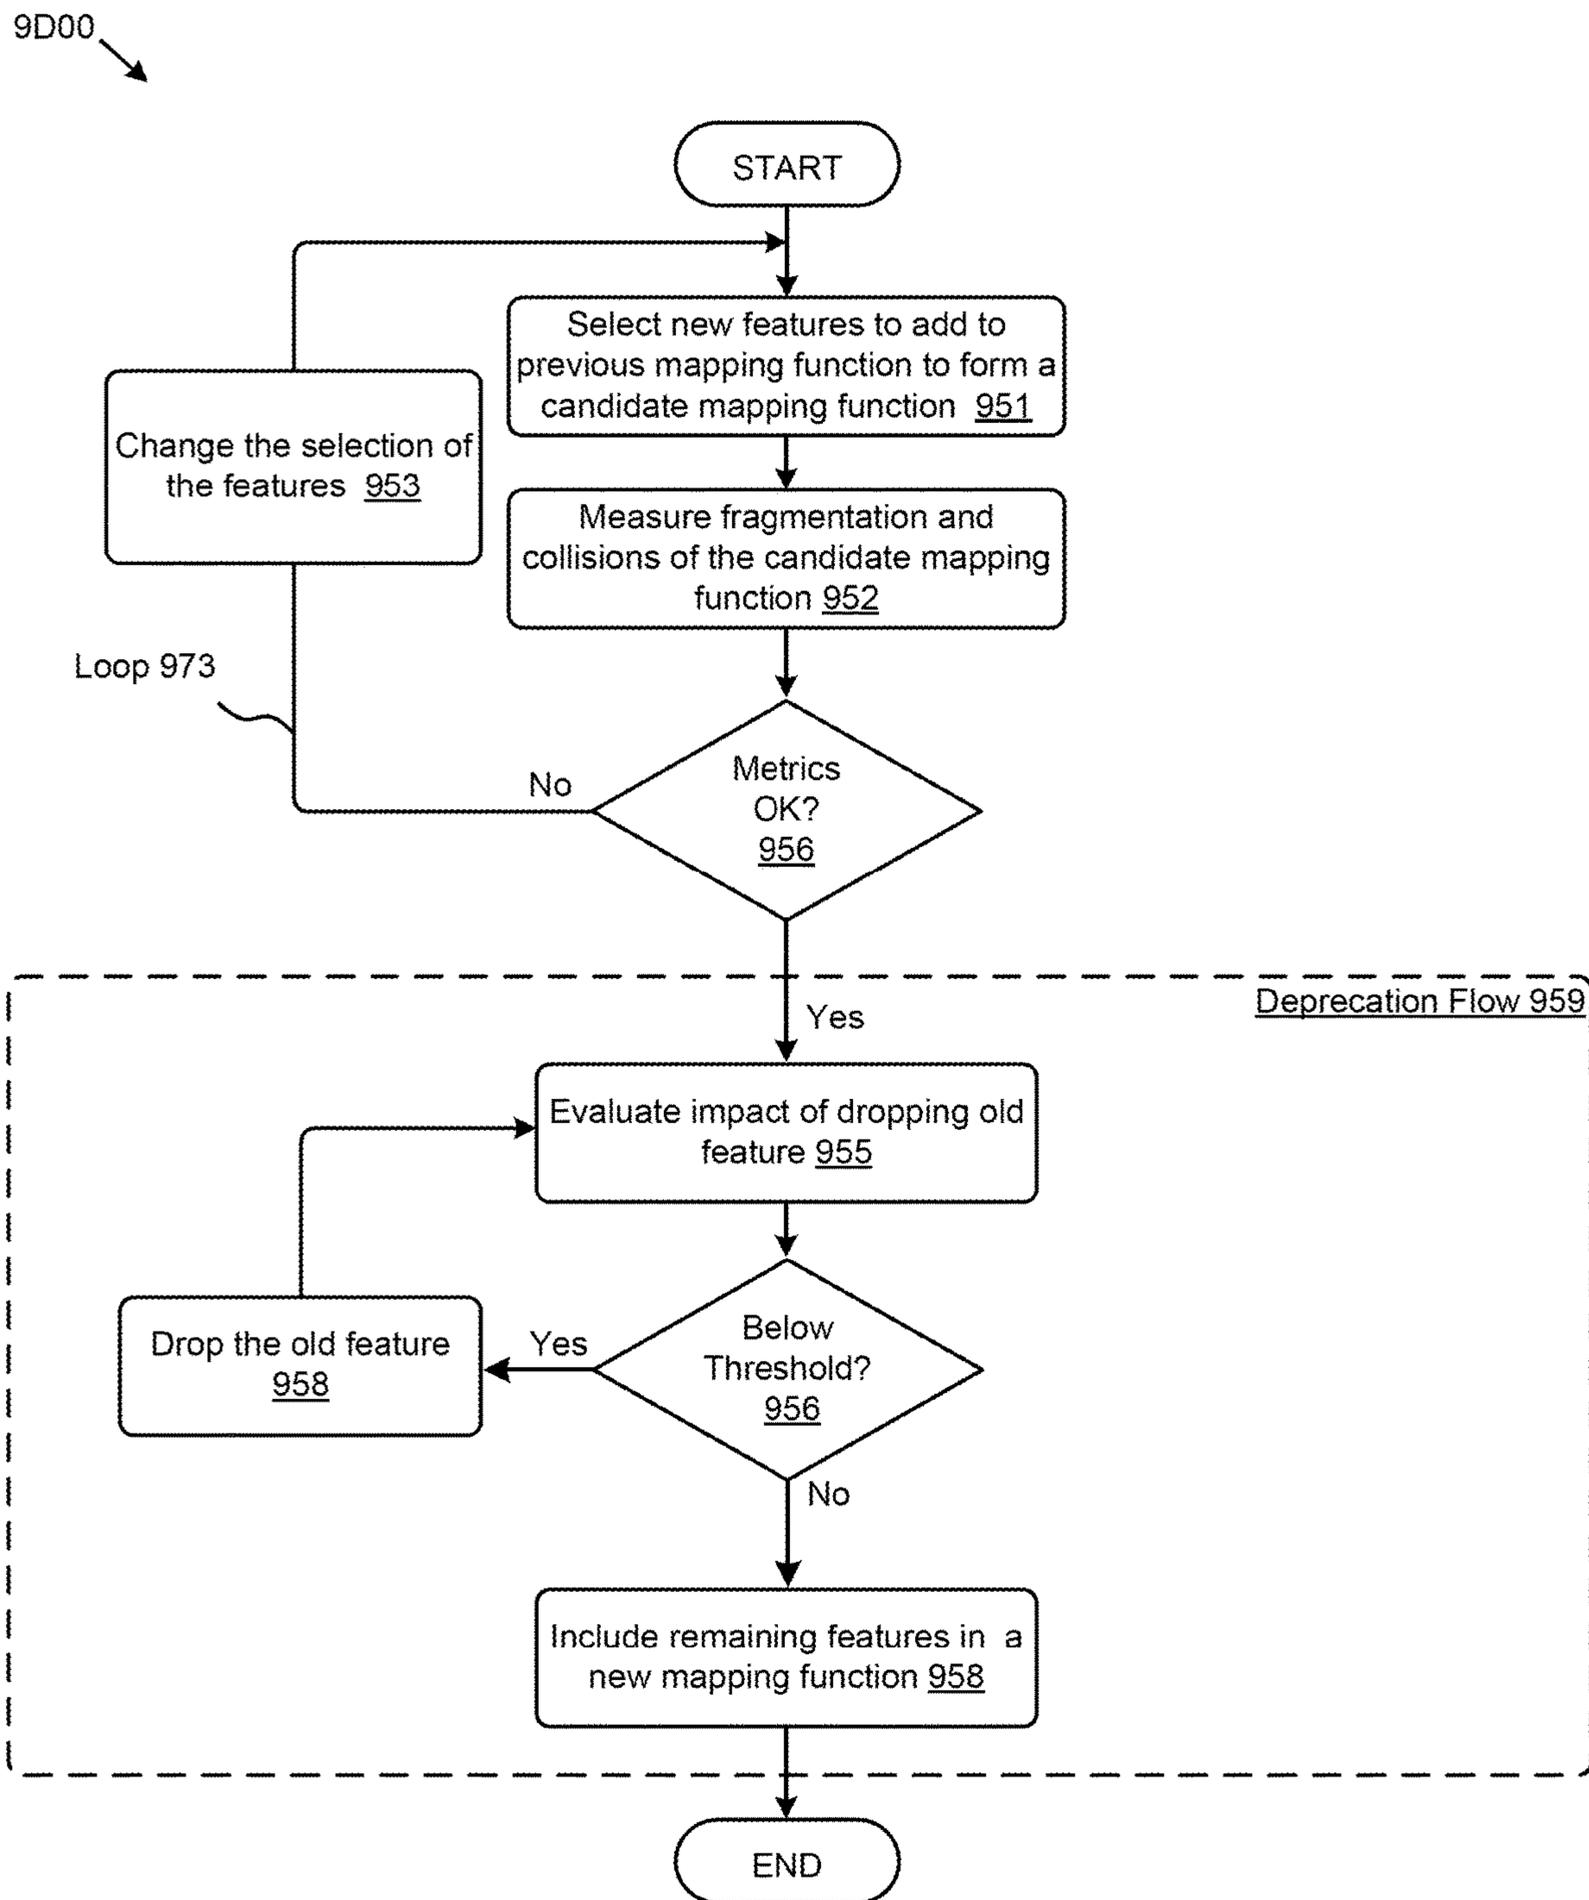 9D00
START
Select new features to add to
previous mapping function to form a
candidate mapping function 951
Change the selection of
the features 953
Measure fragmentation and
collisions of the candidate mapping
function 952
Loop 973
No
Metrics
OK?
956
Yes
Deprecation Flow 959
Evaluate impact of dropping old
feature 955
Drop the old feature
958
Yes
Below
Threshold?
956
No
Include remaining features in a
new mapping function 958
END